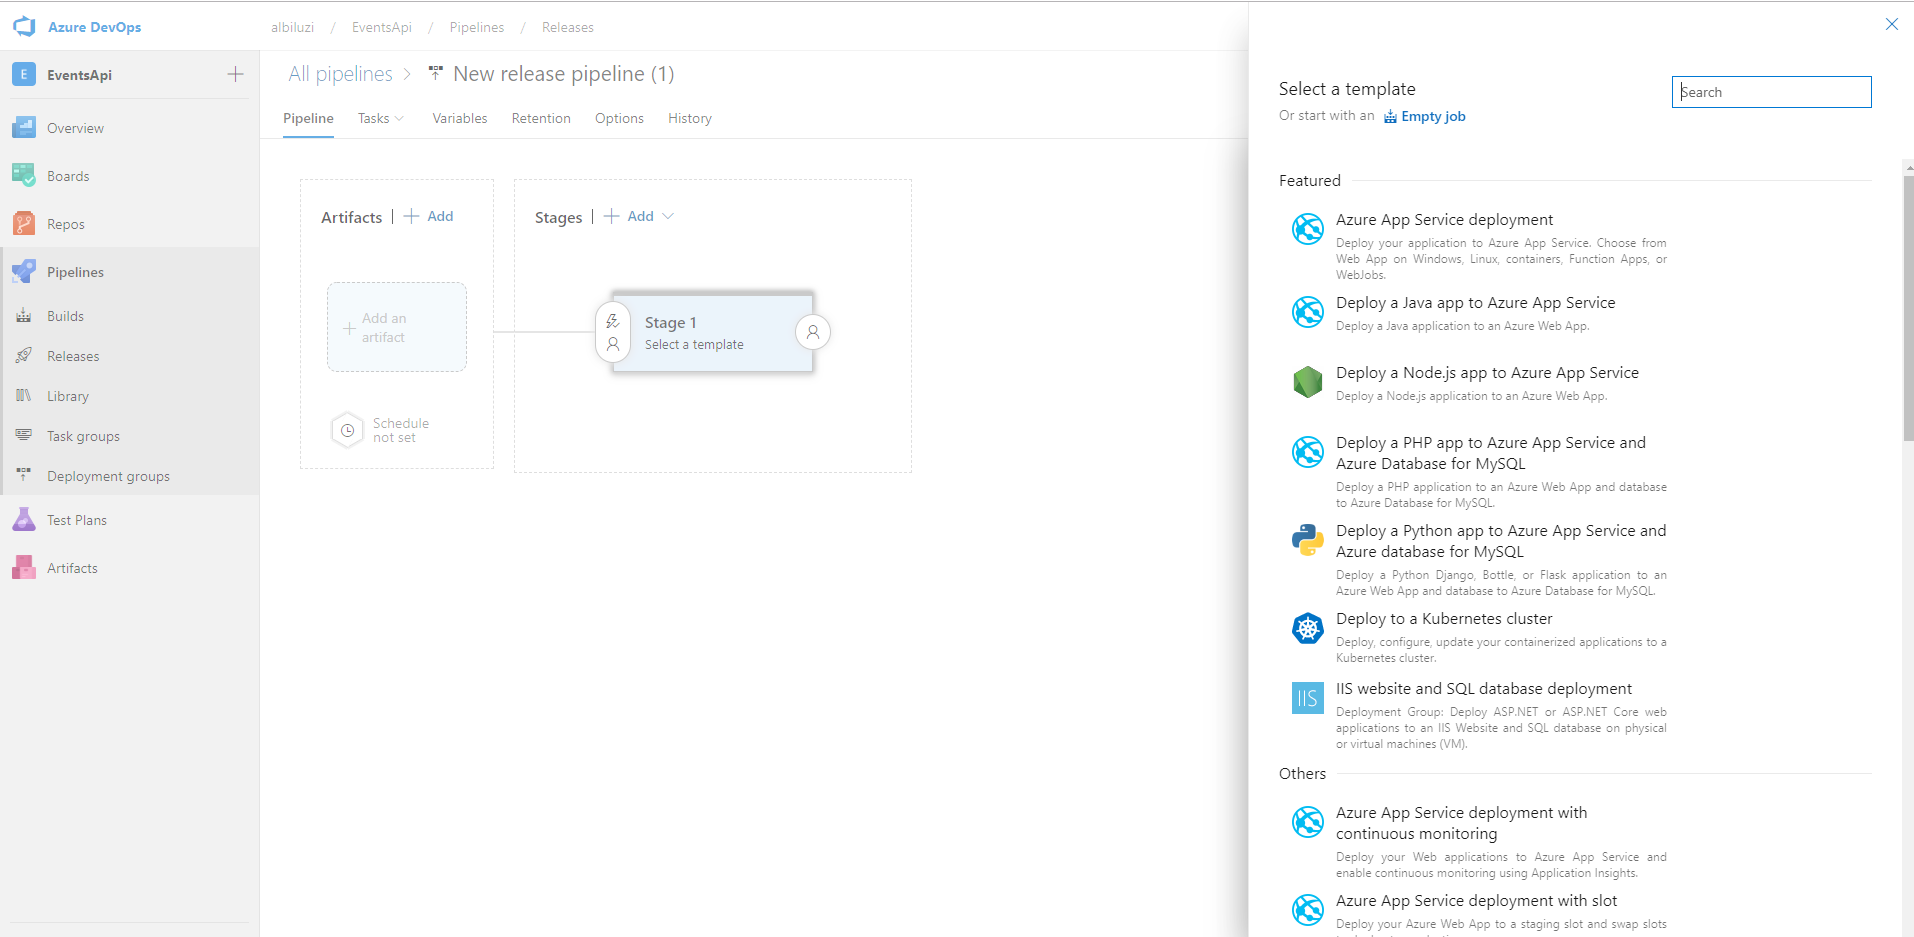 Azure DevOps
albiluzi / EventsApi / Pipelines / Releases
E EventsApi
Overview
Boards
Repos
Pipelines
Builds
Releases
Library
Task groups
Deployment groups
Test Plans
Artifacts
All pipelines > New release pipeline (1)
Pipeline Tasks Variables Retention Options History
Artifacts | + Add
Add an
artifact
Schedule
not set
Stages | + Add
Stage 1
Select a template
Select a template
Search
Or start with an Empty job
Featured
Azure App Service deployment
Deploy your application to Azure App Service. Choose from
Web App on Windows, Linux, containers, Function Apps, or
WebJobs.
Deploy a Java app to Azure App Service
Deploy a Java application to an Azure Web App.
Deploy a Node.js app to Azure App Service
Deploy a Node.js application to an Azure Web App.
Deploy a PHP app to Azure App Service and
Azure Database for MySQL
Deploy a PHP application to an Azure Web App and database
to Azure Database for MySQL.
Deploy a Python app to Azure App Service and
Azure database for MySQL
Deploy a Python Django, Bottle, or Flask application to an
Azure Web App and database to Azure Database for MySQL.
Deploy to a Kubernetes cluster
Deploy, configure, update your containerized applications to a
Kubernetes cluster.
IIS
IIS website and SQL database deployment
Deployment Group: Deploy ASP.NET or ASP.NET Core web
applications to an IIS Website and SQL database on physical
or virtual machines (VM).
Others
Azure App Service deployment with
continuous monitoring
Deploy your Web applications to Azure App Service and
enable continuous monitoring using Application Insights.
Azure App Service deployment with slot
Deploy your Azure Web App to a staging slot and swap slots